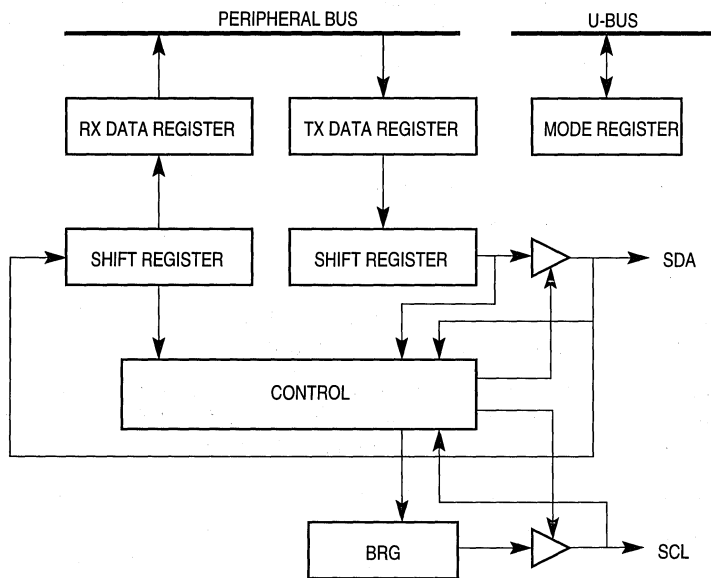 PERIPHERAL BUS
U-BUS
RX DATA REGISTER
TX DATA REGISTER
MODE REGISTER
SHIFT REGISTER
SHIFT REGISTER
SDA
CONTROL
BRG
SCL